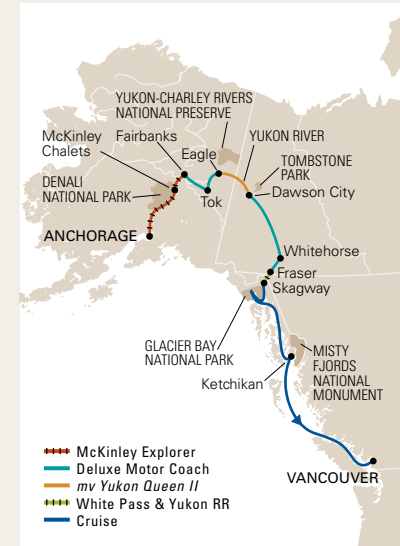 YUKON-CHARLEY RIVERS
NATIONAL PRESERVE
McKinley
Chalets
Fairbanks
Eagle
YUKON RIVER
TOMBSTONE
PARK
DENALI
NATIONAL PARK
Tok
Dawson City
ANCHORAGE
Whitehorse
Fraser
Skagway
GLACIER BAY
NATIONAL PARK
MISTY
FJORDS
NATIONAL
MONUMENT
Ketchikan
VANCOUVER
McKinley Explorer
Deluxe Motor Coach
mv Yukon Queen II
White Pass & Yukon RR
Cruise